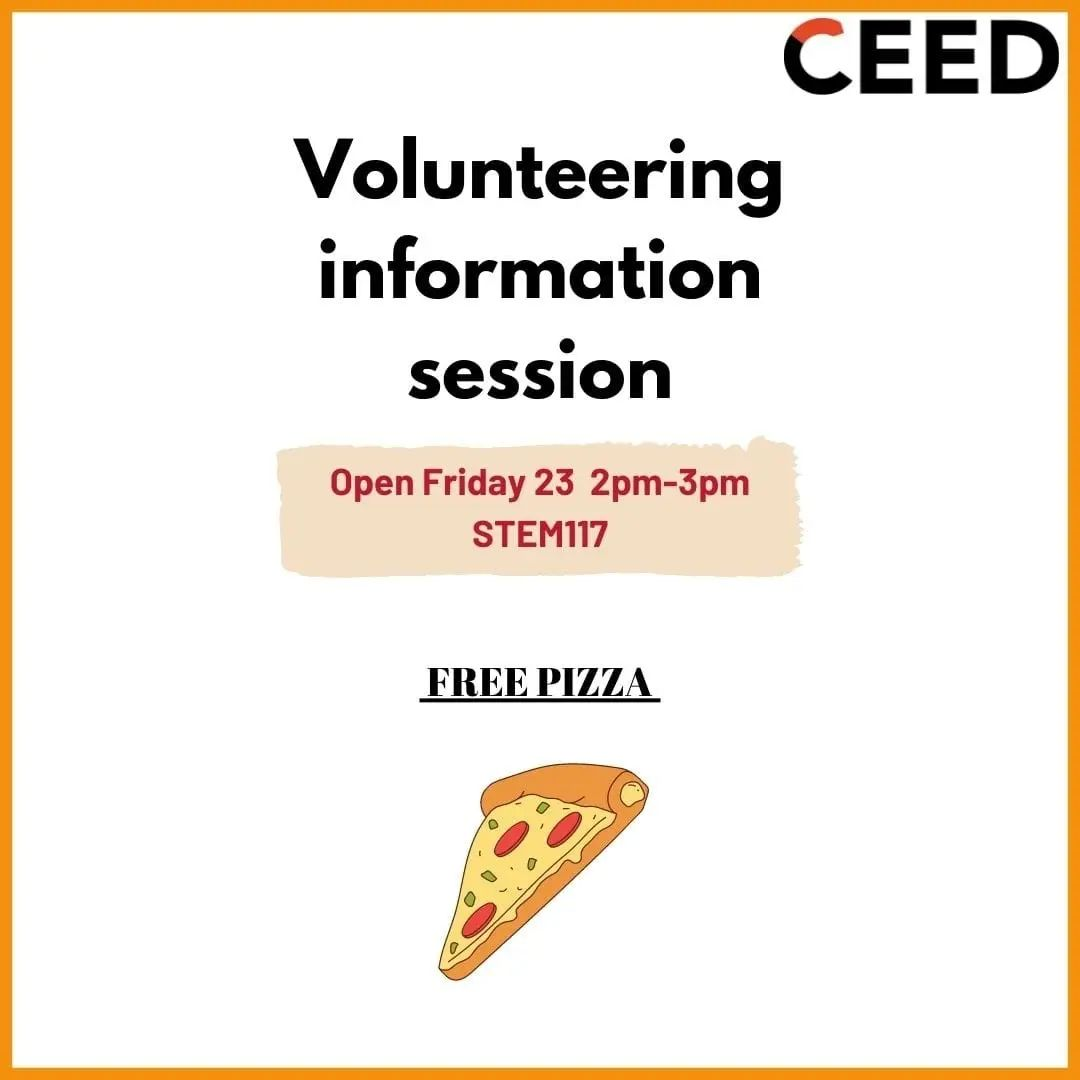 CEED
Volunteering
information
session
Open Friday 23  2pm-3pm
STEM117
FREE PIZZA